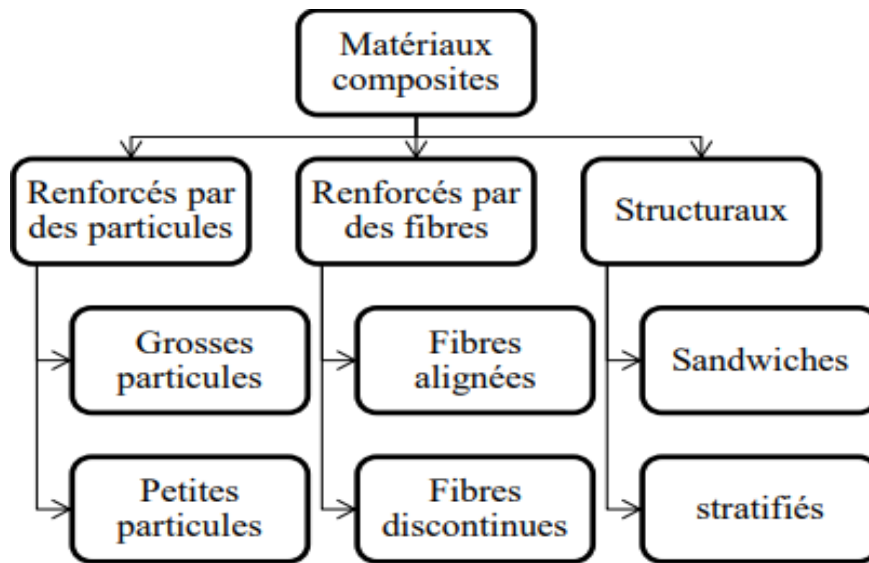 Matériaux
composites
Renforcés par
des particules
Renforcés par
des fibres
Structuraux
Grosses
particules
Fibres
alignées
Sandwiches
Petites
particules
Fibres
discontinues
stratifiés